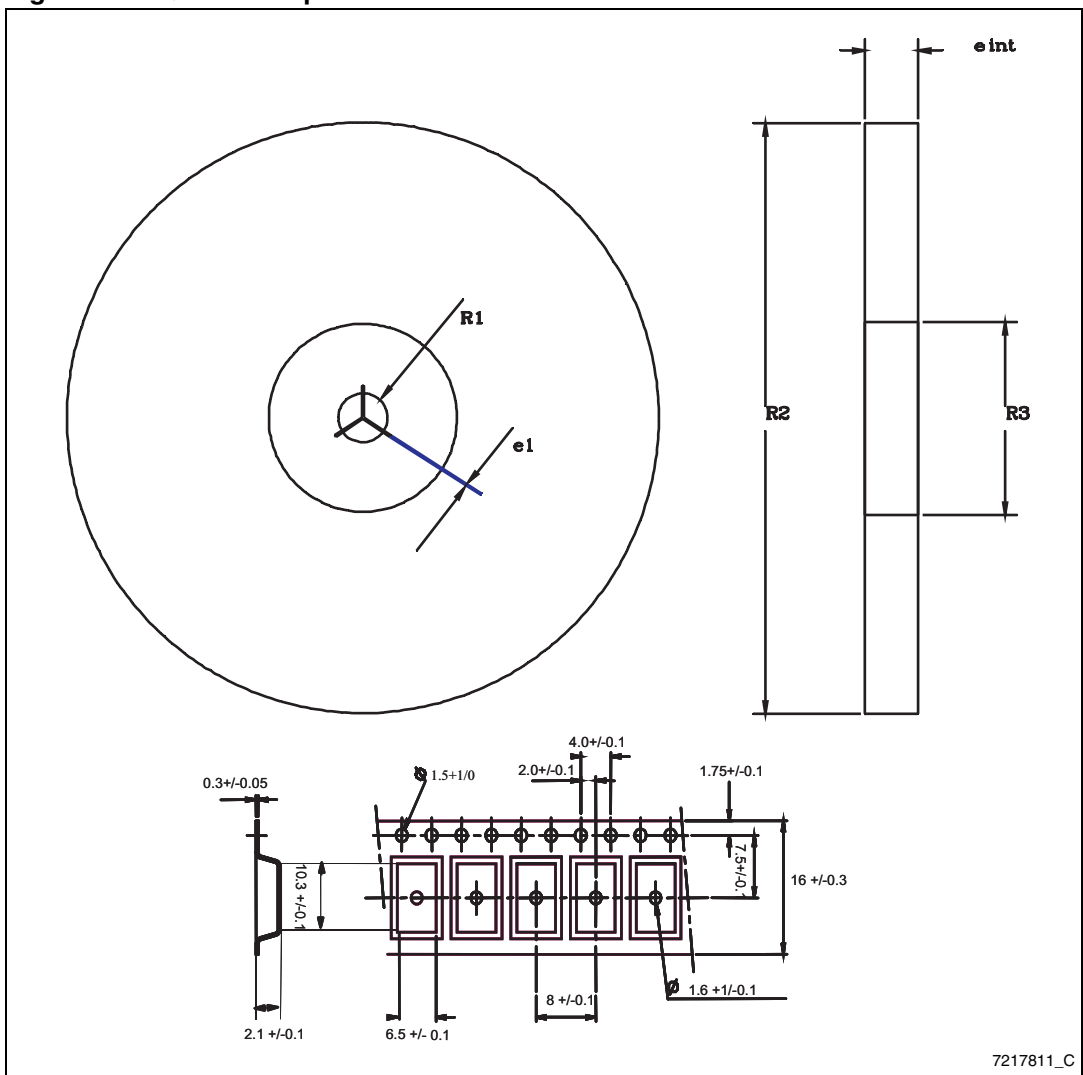 e int
R1
R2
R3
e1
4.0+/-0.1
2.0+/-0.1
1.75+/-0.1
0.3+/-0.05
Ø 1.5+1/0
7.5+/-0.1
10.3 +/-0.1
16 +/-0.3
Ø 1.6 +1/-0.1
8 +/-0.1
2.1 +/-0.1
6.5 +/- 0.1
7217811_C